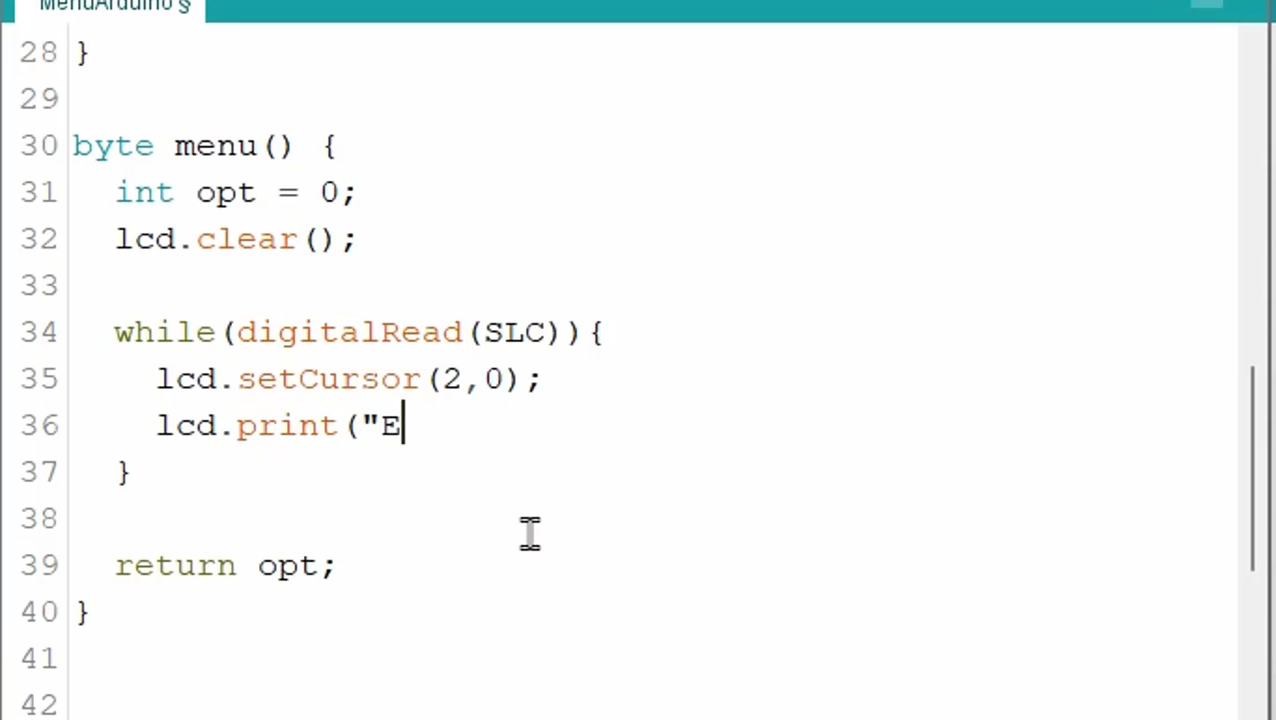 MenuArduino §
28 }
29
30 byte menu() {
31   int opt = 0;
32   lcd.clear();
33
34   while(digitalRead(SLC)){
35     lcd.setCursor(2,0);
36     lcd.print("E
37   }
38
39   return opt;
40 }
41
42